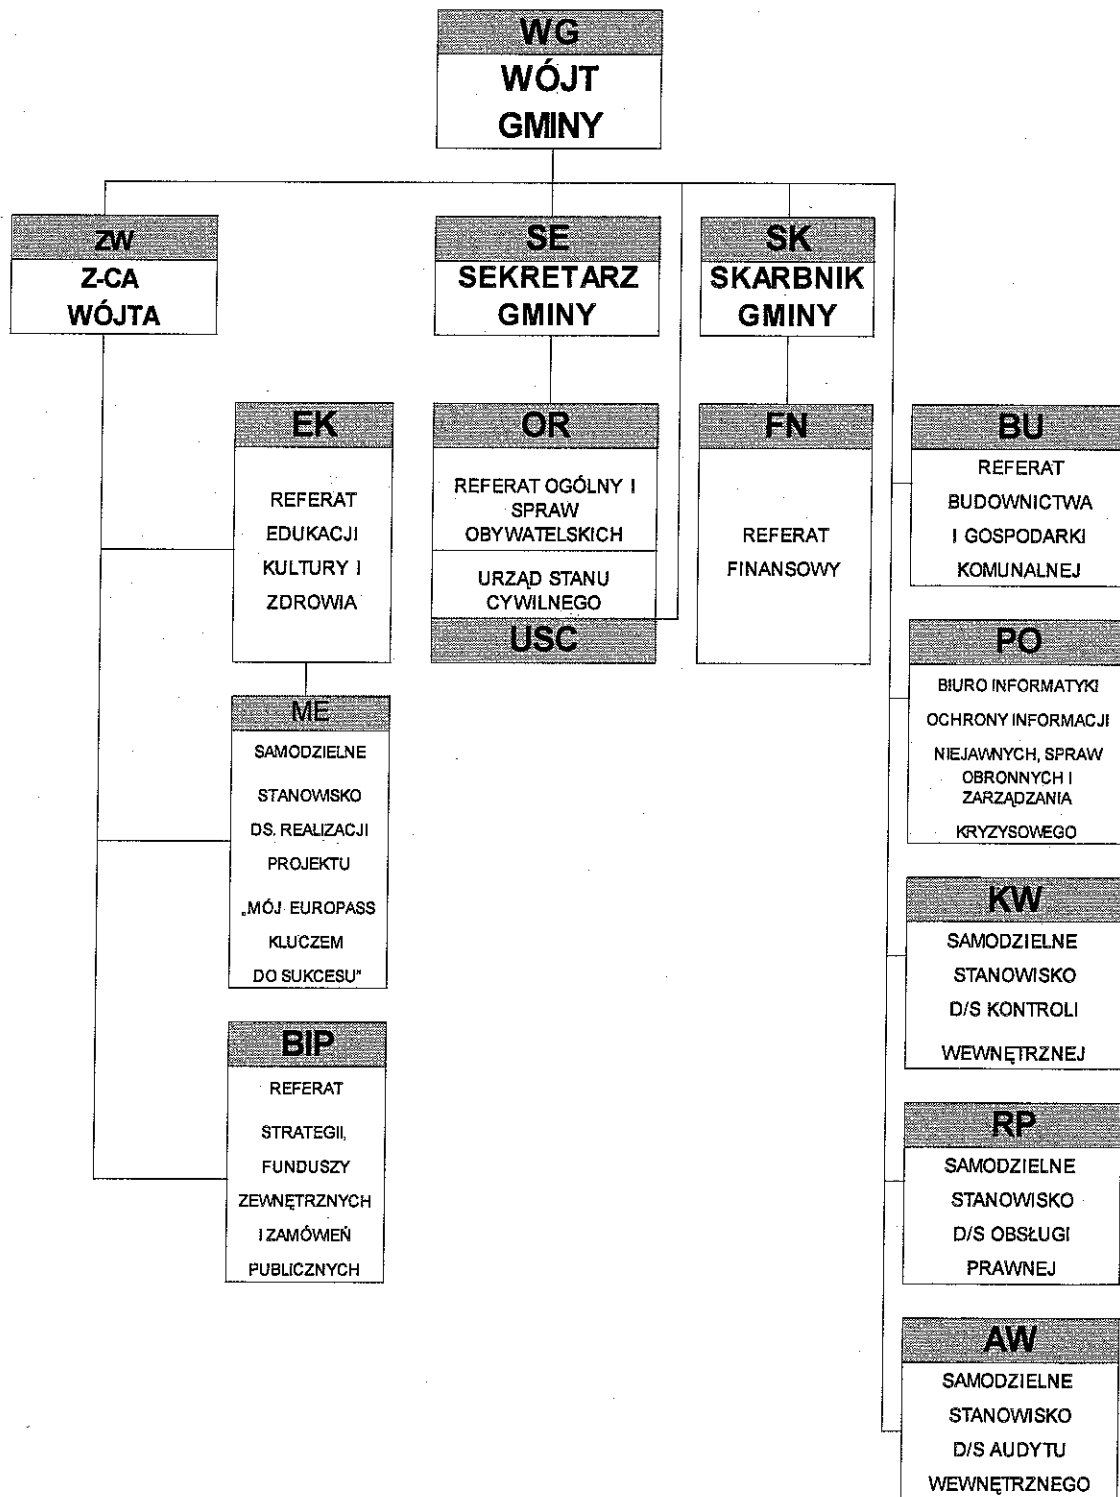 WG
WÓJT
GMINY
ZW
Z-CA
WÓJTA
SE
SEKRETARZ
GMINY
SK
SKARBNIK
GMINY
EK
REFERAT
EDUKACJI
KULTURY I
ZDROWIA
OR
REFERAT OGÓLNY I
SPRAW
OBYWATELSKICH
URZĄD STANU
CYWILNEGO
USC
FN
REFERAT
FINANSOWY
BU
REFERAT
BUDOWNICTWA
I GOSPODARKI
KOMUNALNEJ
PO
BIURO INFORMATYKI
OCHRONY INFORMACJI
NIEJAWNYCH, SPRAW
OBRONNYCH I
ZARZĄDZANIA
KRYZYSOWEGO
ME
SAMODZIELNE
STANOWISKO
DS. REALIZACJI
PROJEKTU
„MÓJ EUROPASS
KLUCZEM
DO SUKCESU"
KW
SAMODZIELNE
STANOWISKO
D/S KONTROLI
WEWNĘTRZNEJ
BIP
REFERAT
STRATEGII,
FUNDUSZY
ZEWNĘTRZNYCH
I ZAMÓWIEŃ
PUBLICZNYCH
RP
SAMODZIELNE
STANOWISKO
D/S OBSŁUGI
PRAWNEJ
AW
SAMODZIELNE
STANOWISKO
D/S AUDYTU
WEWNĘTRZNEGO